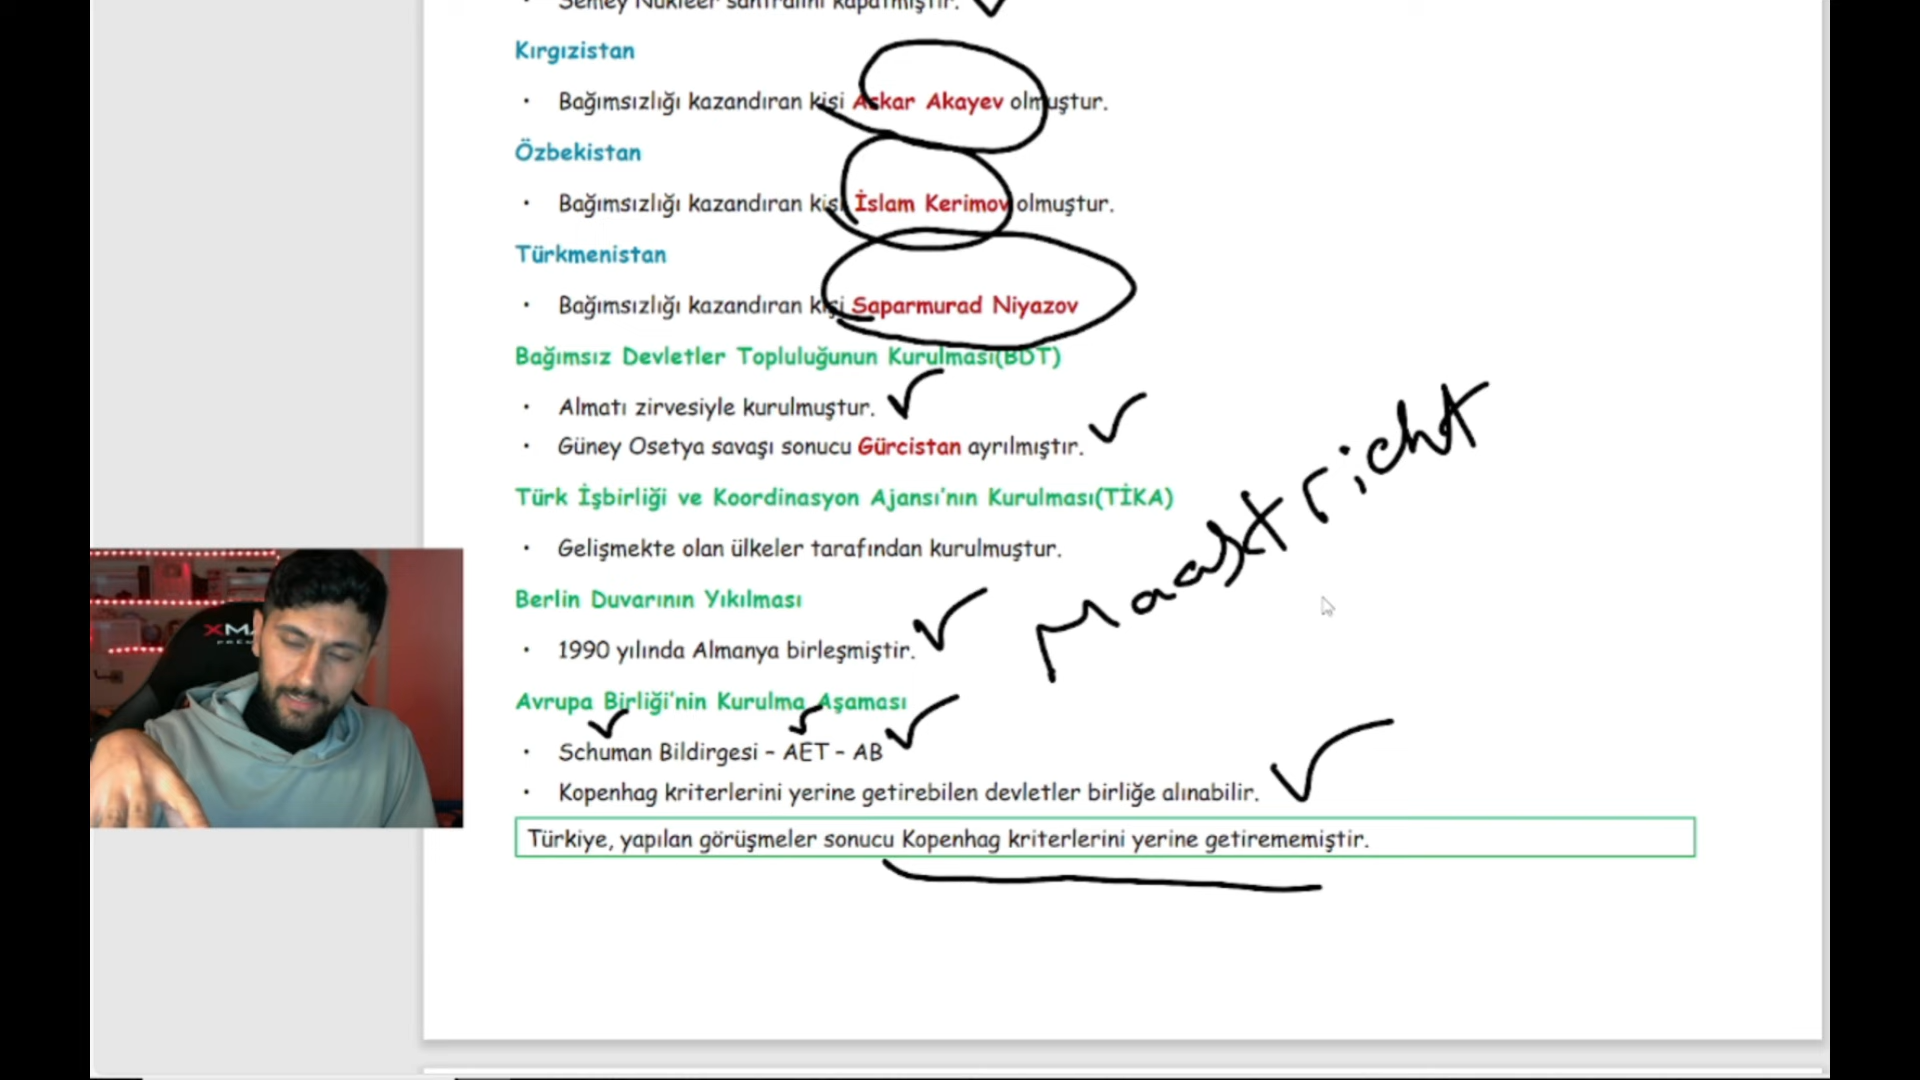 Semey Nükleer santralini kapatmıştır.
Kırgızistan
• Bağımsızlığı kazandıran kişi Askar Akayev olmuştur.
Özbekistan
• Bağımsızlığı kazandıran kişi İslam Kerimov olmuştur.
Türkmenistan
• Bağımsızlığı kazandıran kişi Saparmurad Niyazov
Bağımsız Devletler Topluluğunun Kurulması(BDT)
• Almatı zirvesiyle kurulmuştur.
• Güney Osetya savaşı sonucu Gürcistan ayrılmıştır.
Türk İşbirliği ve Koordinasyon Ajansı'nın Kurulması(TİKA)
• Gelişmekte olan ülkeler tarafından kurulmuştur.
Maastricht
Berlin Duvarının Yıkılması
• 1990 yılında Almanya birleşmiştir.
Avrupa Birliği'nin Kurulma Aşaması
• Schuman Bildirgesi – AET – AB
• Kopenhag kriterlerini yerine getirebilen devletler birliğe alınabilir.
Türkiye, yapılan görüşmeler sonucu Kopenhag kriterlerini yerine getirememiştir.